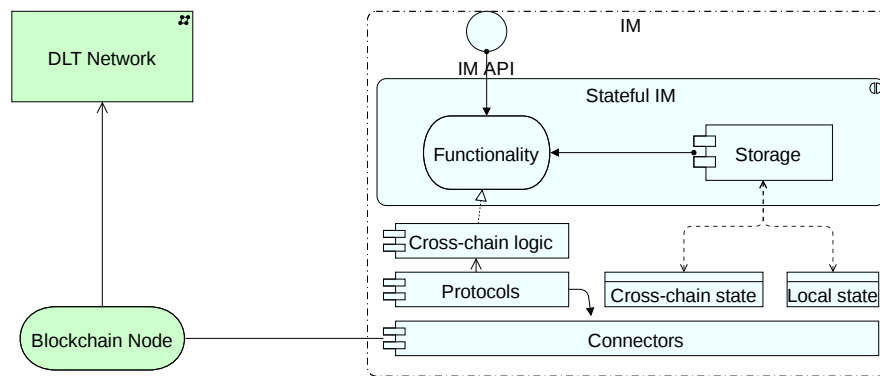 IM
DLT Network
IM API
Stateful IM
Functionality
Storage
Cross-chain logic
Protocols
Cross-chain state
Local state
Blockchain Node
Connectors